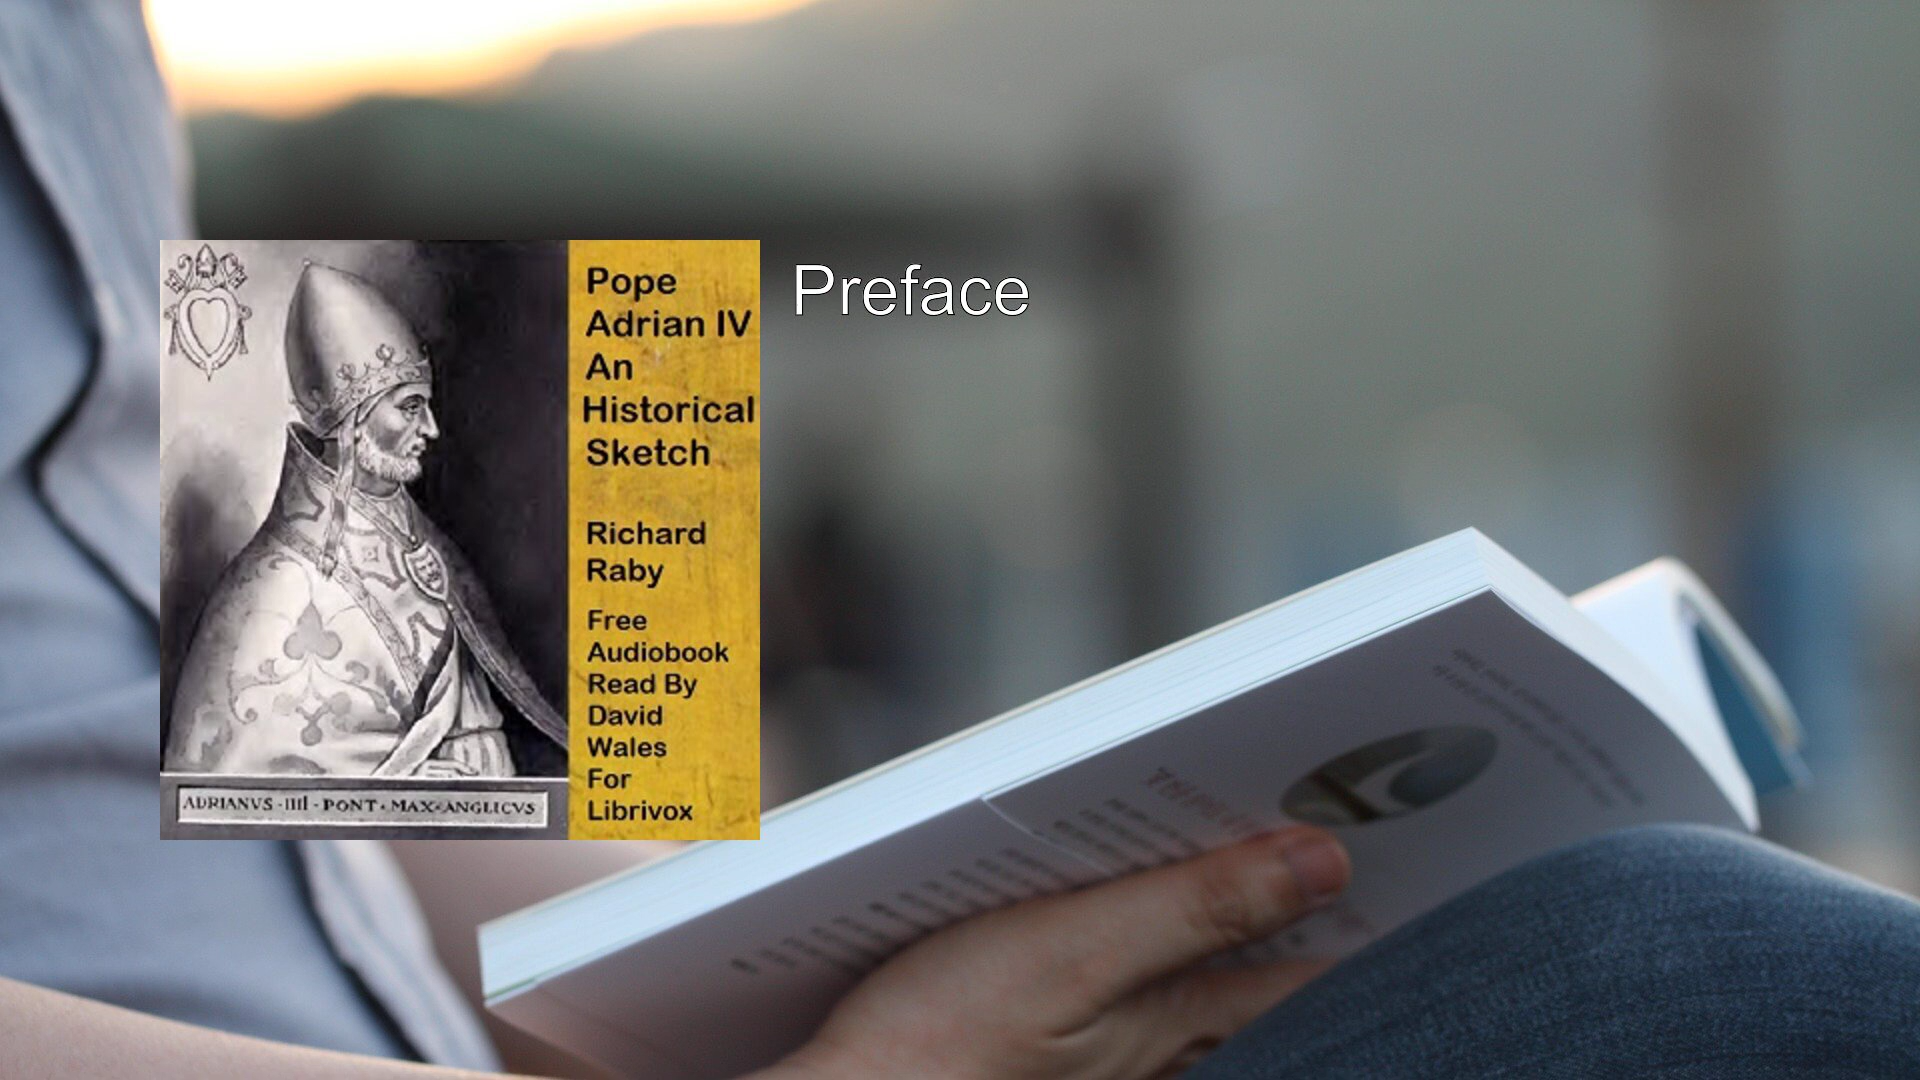 Pope
Adrian IV
An
Historical
Sketch
Richard
Raby
Free
Audiobook
Read By
David
Wales
For
Librivox
ADRIANVS · IIII · PONT · MAX · ANGLICVS
Preface